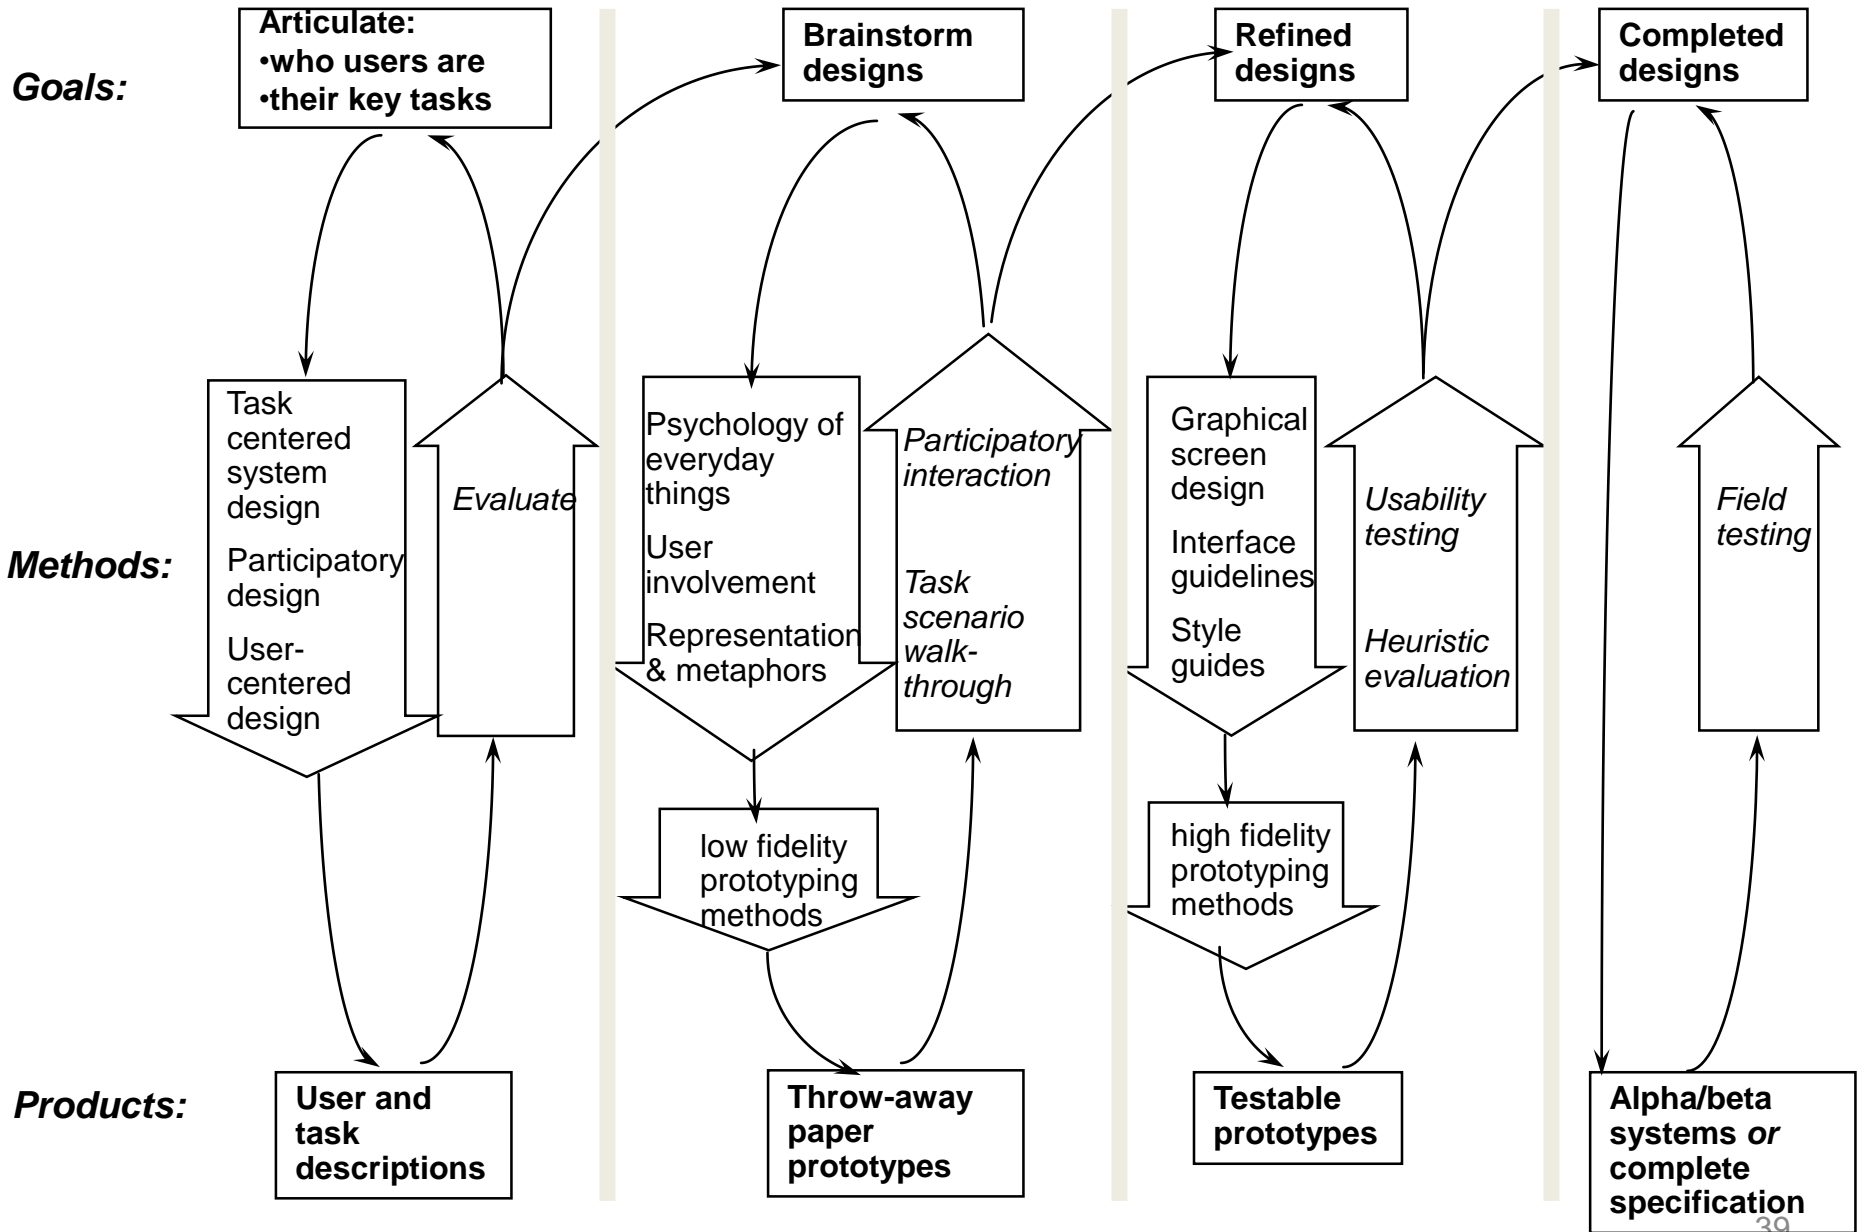 Goals:
Articulate:
•who users are
•their key tasks
Brainstorm
designs
Refined
designs
Completed
designs
Methods:
Task
centered
system
design
Participatory
design
User-
centered
design
Evaluate
Psychology of
everyday
things
User
involvement
Representation
& metaphors
Participatory
interaction
Task
scenario
walk-
through
Graphical
screen
design
Interface
guidelines
Style
guides
Usability
testing
Heuristic
evaluation
Field
testing
low fidelity
prototyping
methods
high fidelity
prototyping
methods
Products:
User and
task
descriptions
Throw-away
paper
prototypes
Testable
prototypes
Alpha/beta
systems or
complete
specification
39